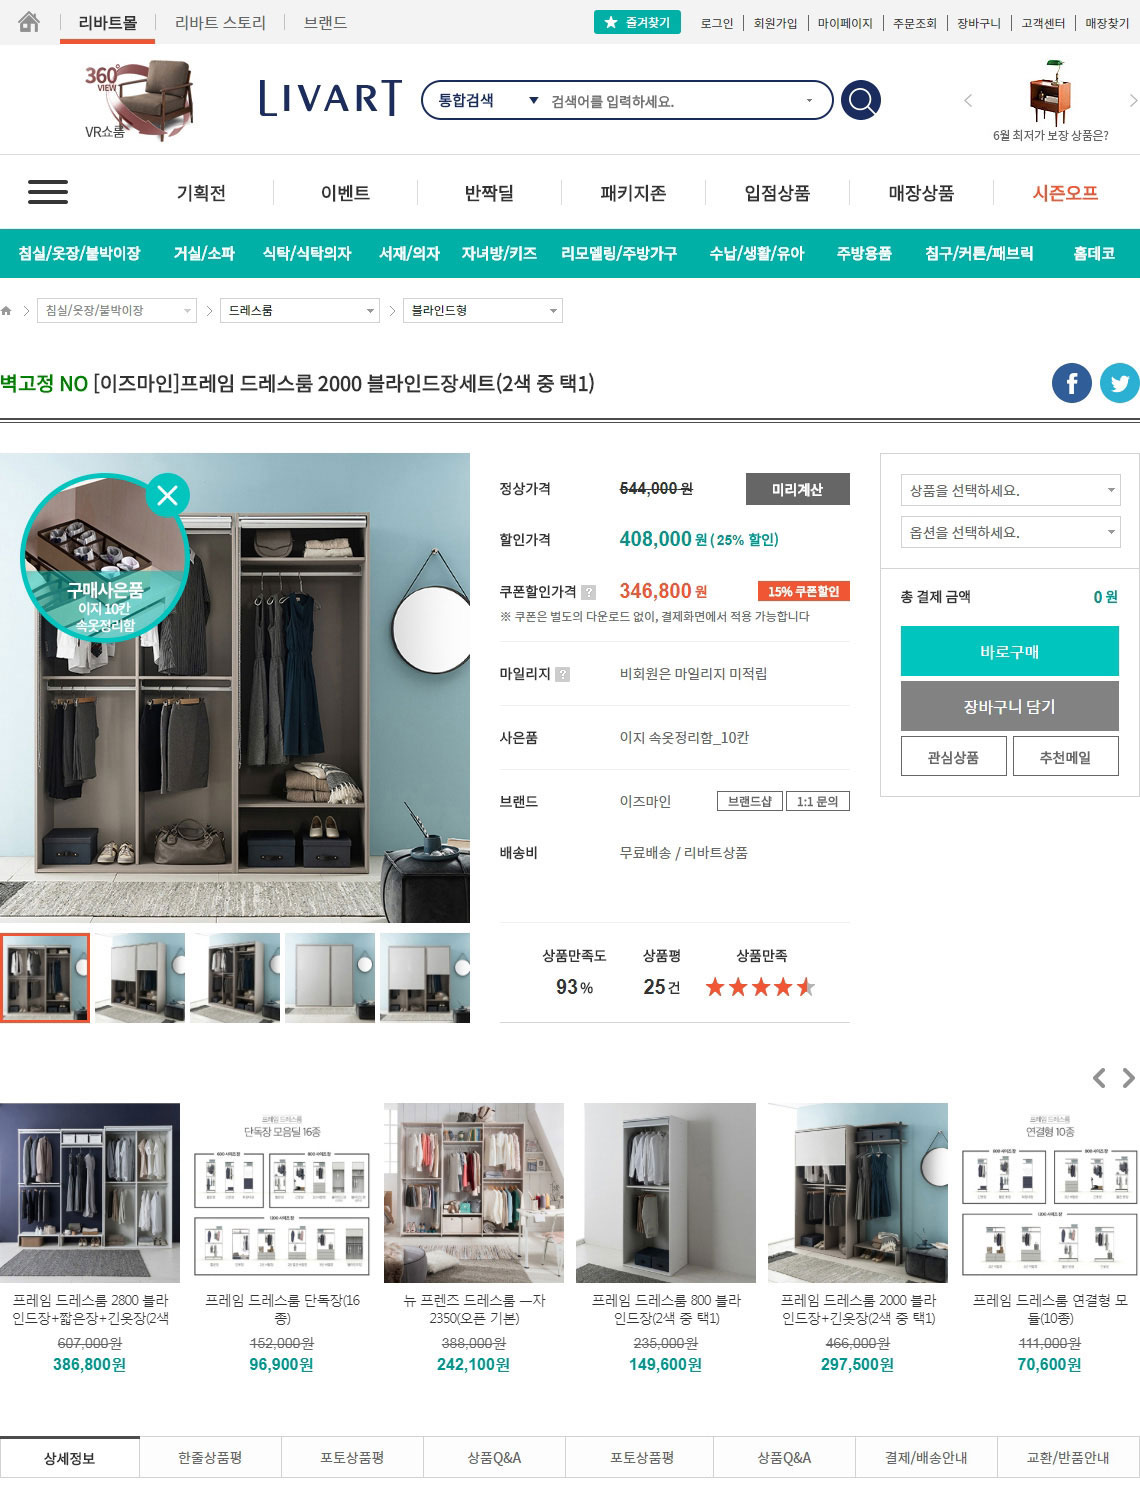 리바트몰
리바트 스토리
브랜드
즐겨찾기
로그인
회원가입
마이페이지
주문조회
장바구니
고객센터
매장찾기
360°
VIEW
VR쇼룸
LIVART
통합검색
검색어를 입력하세요.
6월 최저가 보장 상품은?
기획전
이벤트
반짝딜
패키지존
입점상품
매장상품
시즌오프
침실/옷장/붙박이장
거실/소파
식탁/식탁의자
서재/의자
자녀방/키즈
리모델링/주방가구
수납/생활/유아
주방용품
침구/커튼/패브릭
홈데코
침실/옷장/붙박이장
드레스룸
블라인드형
벽고정 NO [이즈마인]프레임 드레스룸 2000 블라인드장세트(2색 중 택1)
구매사은품
이지 10칸
속옷정리함
정상가격
544,000 원
미리계산
할인가격
408,000 원 ( 25% 할인)
쿠폰할인가격 ?
346,800 원
15% 쿠폰할인
※ 쿠폰은 별도의 다운로드 없이, 결제화면에서 적용 가능합니다
마일리지 ?
비회원은 마일리지 미적립
사은품
이지 속옷정리함_10칸
브랜드
이즈마인
브랜드샵
1:1 문의
배송비
무료배송 / 리바트상품
상품만족도
상품평
상품만족
93 %
25 건
상품을 선택하세요.
옵션을 선택하세요.
총 결제 금액
0 원
바로구매
장바구니 담기
관심상품
추천메일
프레임 드레스룸 2800 블라
인드장+짧은장+긴옷장(2색
607,000원
386,800원
프레임 드레스룸
단독장 모음딜 16종
프레임 드레스룸 단독장(16
종)
152,000원
96,900원
뉴 프렌즈 드레스룸 ㅡ자
2350(오픈 기본)
388,000원
242,100원
프레임 드레스룸 800 블라
인드장(2색 중 택1)
235,000원
149,600원
프레임 드레스룸 2000 블라
인드장+긴옷장(2색 중 택1)
466,000원
297,500원
프레임 드레스룸
연결형 10종
프레임 드레스룸 연결형 모
듈(10종)
111,000원
70,600원
상세정보
한줄상품평
포토상품평
상품Q&A
포토상품평
상품Q&A
결제/배송안내
교환/반품안내